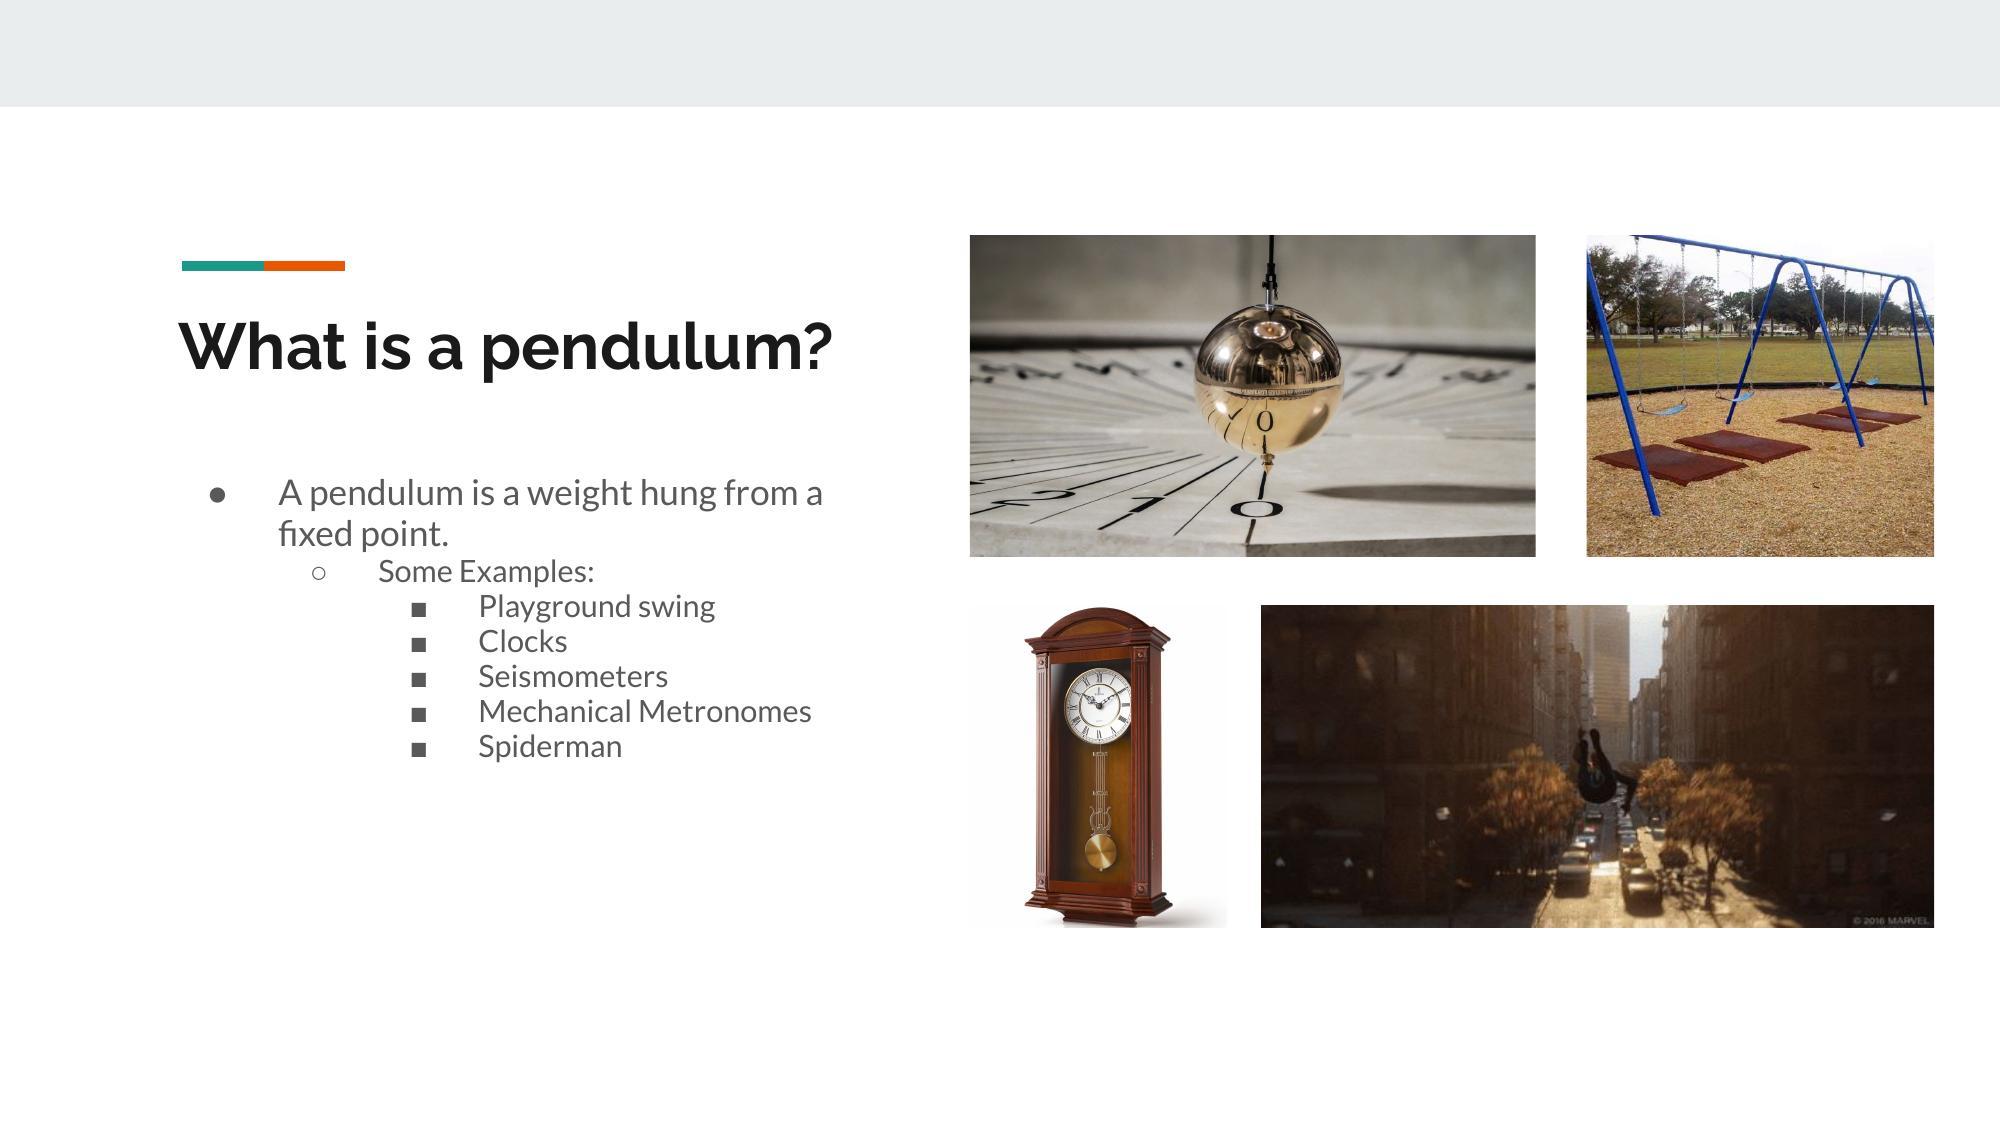 What is a pendulum?
● A pendulum is a weight hung from a
fixed point.
○ Some Examples:
■ Playground swing
■ Clocks
■ Seismometers
■ Mechanical Metronomes
■ Spiderman
0
2 1 0
© 2016 MARVEL